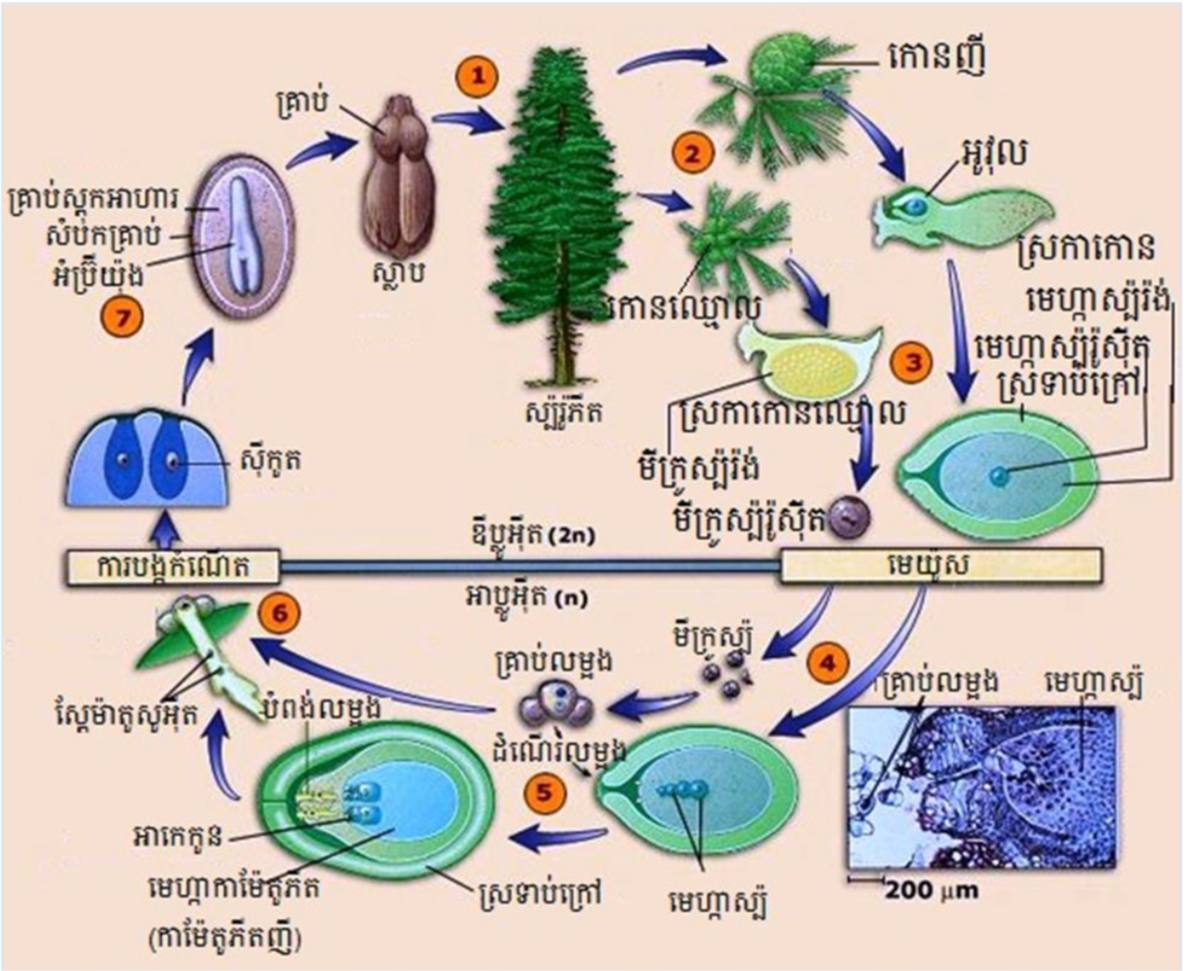 1
គ្រាប់
ស្លាប
ស្ប៉ូរ៉ូភីត
2
កោនញី
អូវុល
ស្រកាកោន
កោនឈ្មោល
3
ស្រកាកោនឈ្មោល
មីក្រូស្ប៉ូរ៉ង់
មីក្រូស្ប៉ូរ៉ូស៊ីត
មេហ្កាស្ប៉ូរ៉ង់
មេហ្កាស្ប៉ូរ៉ូស៊ីត
ស្រទាប់ក្រៅ
គ្រាប់ស្តុកអាហារ
សំបកគ្រាប់
អំប្រ៊ីយ៉ុង
7
ស៊ីកូត
ឌីប្លូអ៊ីត (2n)
ការបង្កកំណើត
មេយ៉ូស
អាប្លូអ៊ីត (n)
6
មីក្រូស្ប៉
4
គ្រាប់លម្អង
គ្រាប់លម្អង
មេហ្កាស្ប៉
ស្ពែម៉ាតូសូអ៊ីត
បំពង់លម្អង
ដំណើរលម្អង
5
អាកេកូន
មេហ្កាកាម៉ែតូភីត
(កាម៉ែតូភីតញី)
ស្រទាប់ក្រៅ
មេហ្កាស្ប៉
200 μm